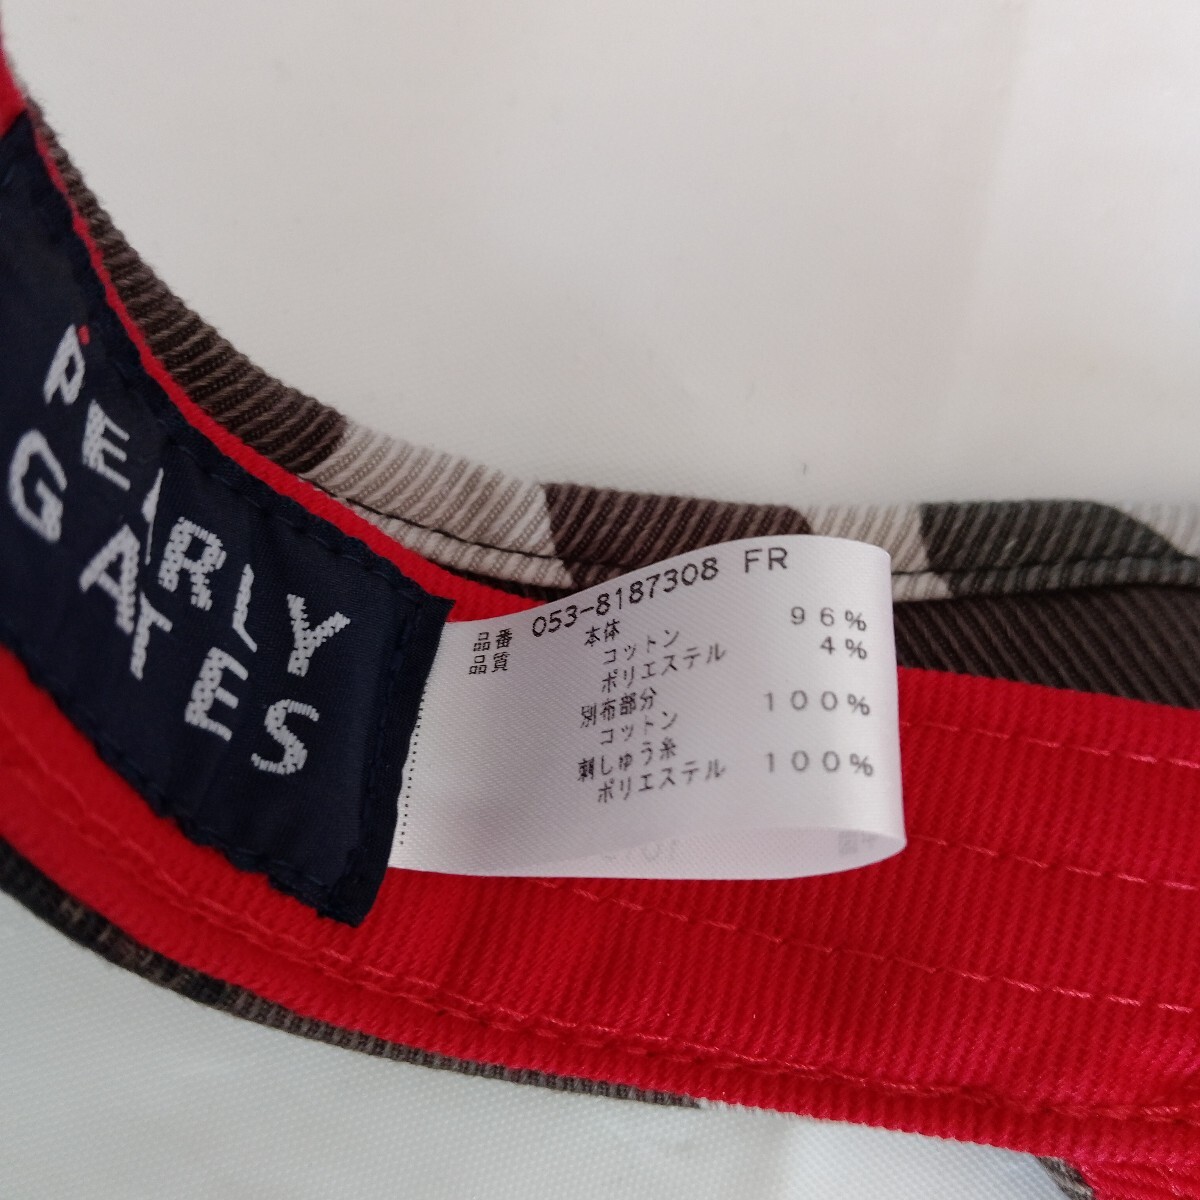 PEARLY
GATES
品番 053-8187308 FR
品質 本体
コットン 96%
ポリエステル 4%
別布部分
コットン 100%
刺しゅう糸
ポリエステル 100%